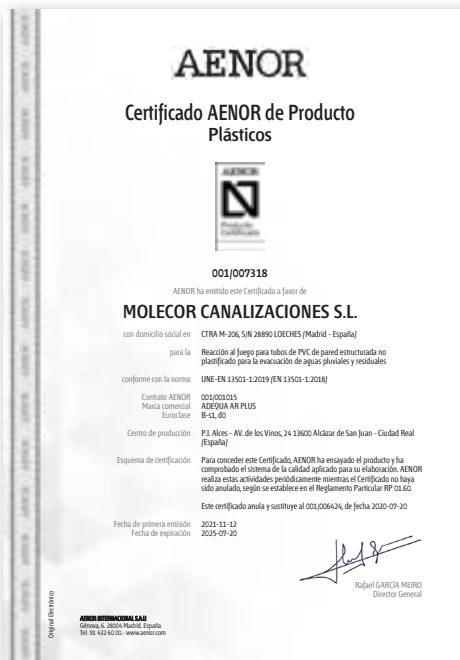 AENOR
Certificado AENOR de Producto
Plásticos
AENOR
N
Producto
Certificado
001/007318
AENOR ha emitido este Certificado a favor de
MOLECOR CANALIZACIONES S.L.
con domicilio social en CTRA M-206, S/N 28890 LOECHES (Madrid - España)
para la Reacción al fuego para tubos de PVC de pared estructurada no
plastificado para la evacuación de aguas pluviales y residuales
conforme con la norma UNE-EN 13501-1:2019 (EN 13501-1:2018)
Contrato AENOR 001/001015
Marca comercial ADEQUA AR PLUS
Euroclase B-s1, d0
Centro de producción P.I. Alces - AV. de los Vinos, 24 13600 Alcázar de San Juan - Ciudad Real
(España)
Esquema de certificación Para conceder este Certificado, AENOR ha ensayado el producto y ha
comprobado el sistema de la calidad aplicado para su elaboración. AENOR
realiza estas actividades periódicamente mientras el Certificado no haya
sido anulado, según se establece en el Reglamento Particular RP 01.60.
Este certificado anula y sustituye al 001/006424, de fecha 2020-07-20
Fecha de primera emisión 2021-11-12
Fecha de expiración 2025-07-20
Rafael GARCÍA MEIRO
Director General
Original Electrónico
AENOR INTERNACIONAL S.A.U
Génova, 6. 28004 Madrid. España
Tel. 91 432 60 00.- www.aenor.com